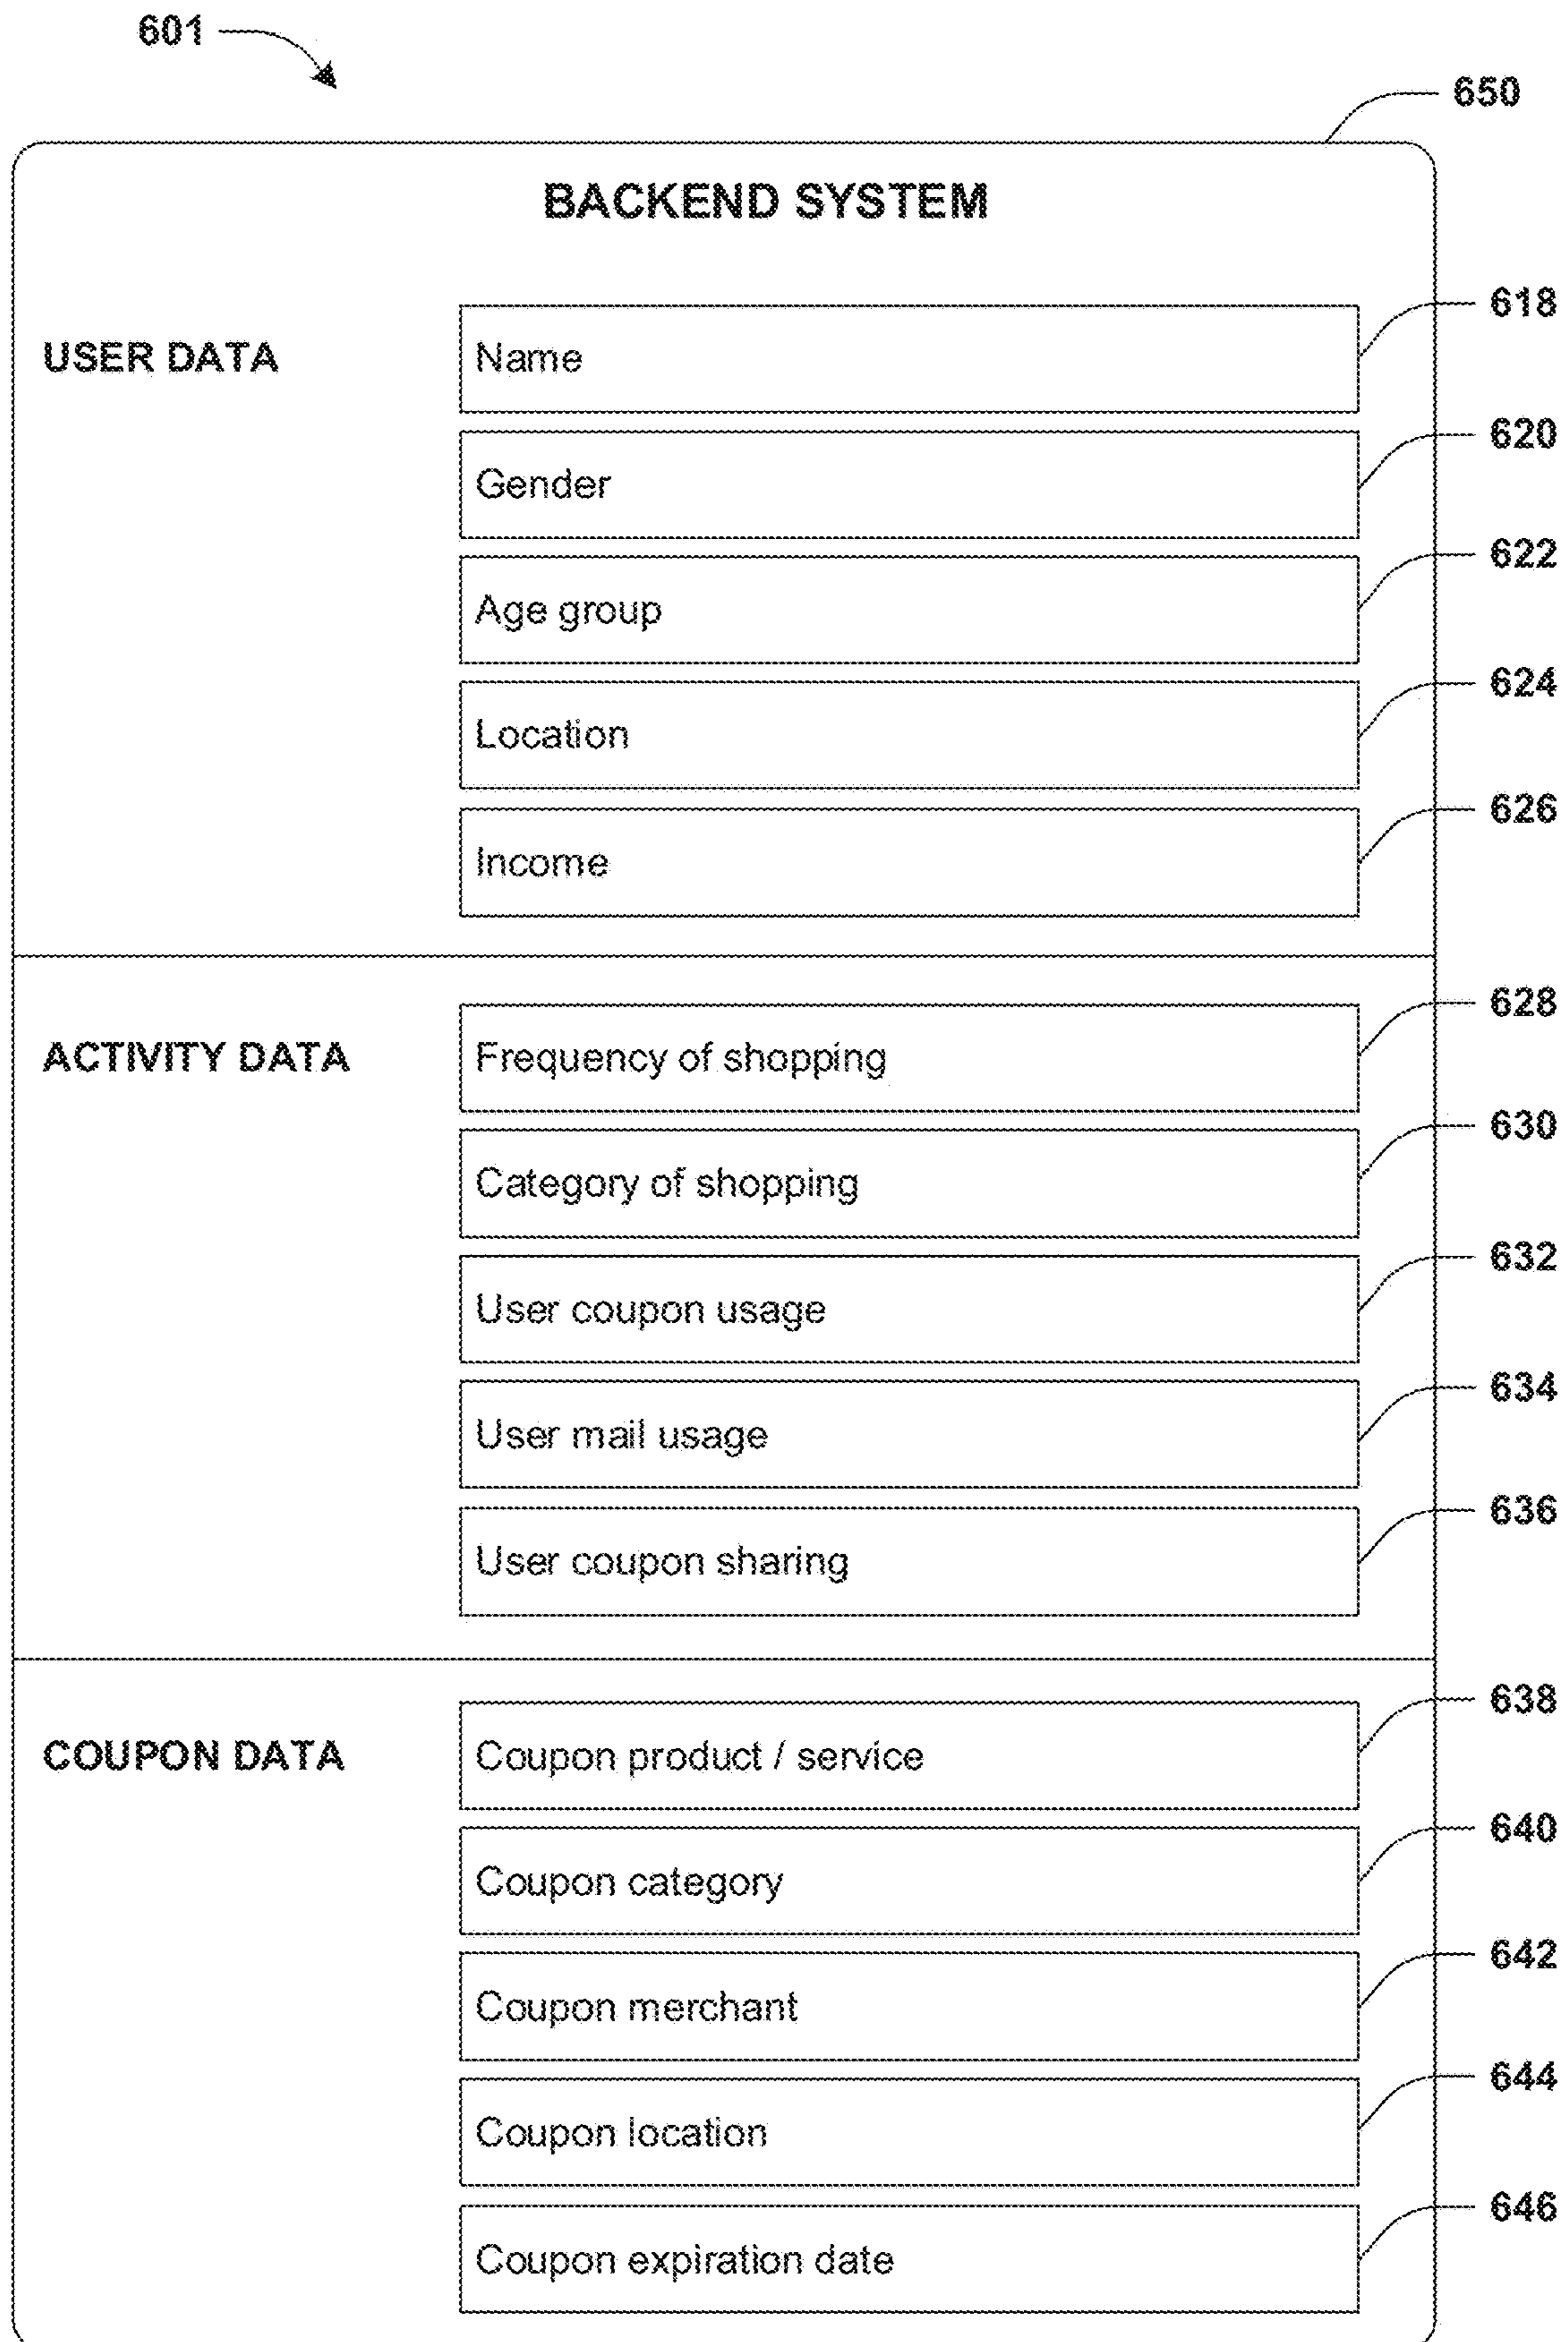 601
650
BACKEND SYSTEM
618
USER DATA
Name
620
Gender
622
Age group
624
Location
626
Income
628
ACTIVITY DATA
Frequency of shopping
630
Category of shopping
632
User coupon usage
634
User mail usage
636
User coupon sharing
638
COUPON DATA
Coupon product / service
640
Coupon category
642
Coupon merchant
644
Coupon location
646
Coupon expiration date